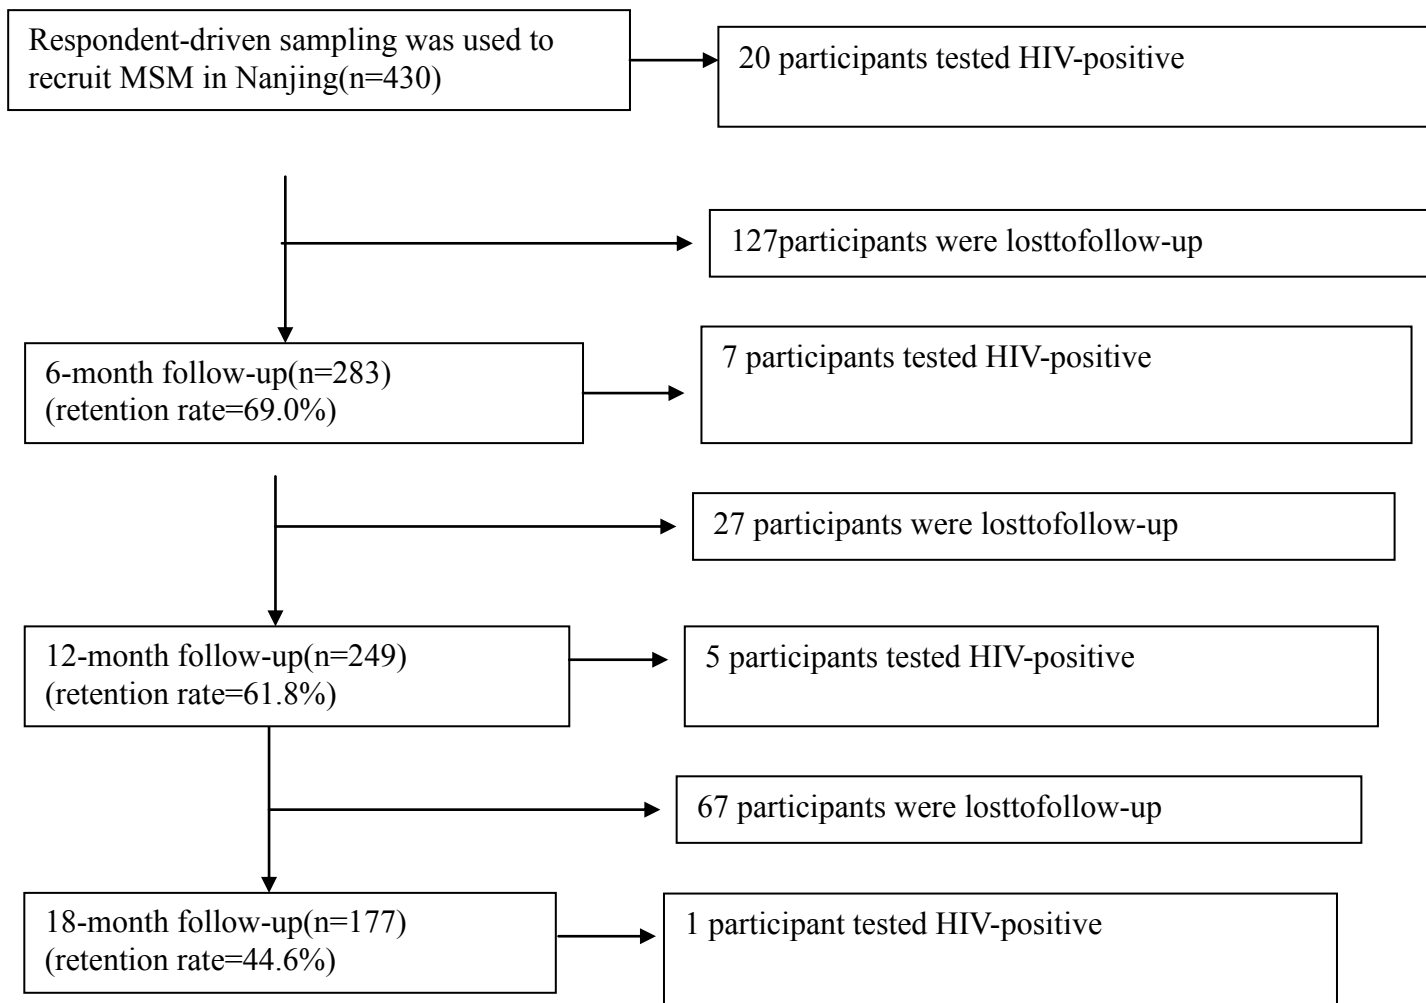 Respondent-driven sampling was used to
recruit MSM in Nanjing(n=430)
20 participants tested HIV-positive
127participants were losttofollow-up
6-month follow-up(n=283)
(retention rate=69.0%)
7 participants tested HIV-positive
27 participants were losttofollow-up
12-month follow-up(n=249)
(retention rate=61.8%)
5 participants tested HIV-positive
67 participants were losttofollow-up
18-month follow-up(n=177)
(retention rate=44.6%)
1 participant tested HIV-positive